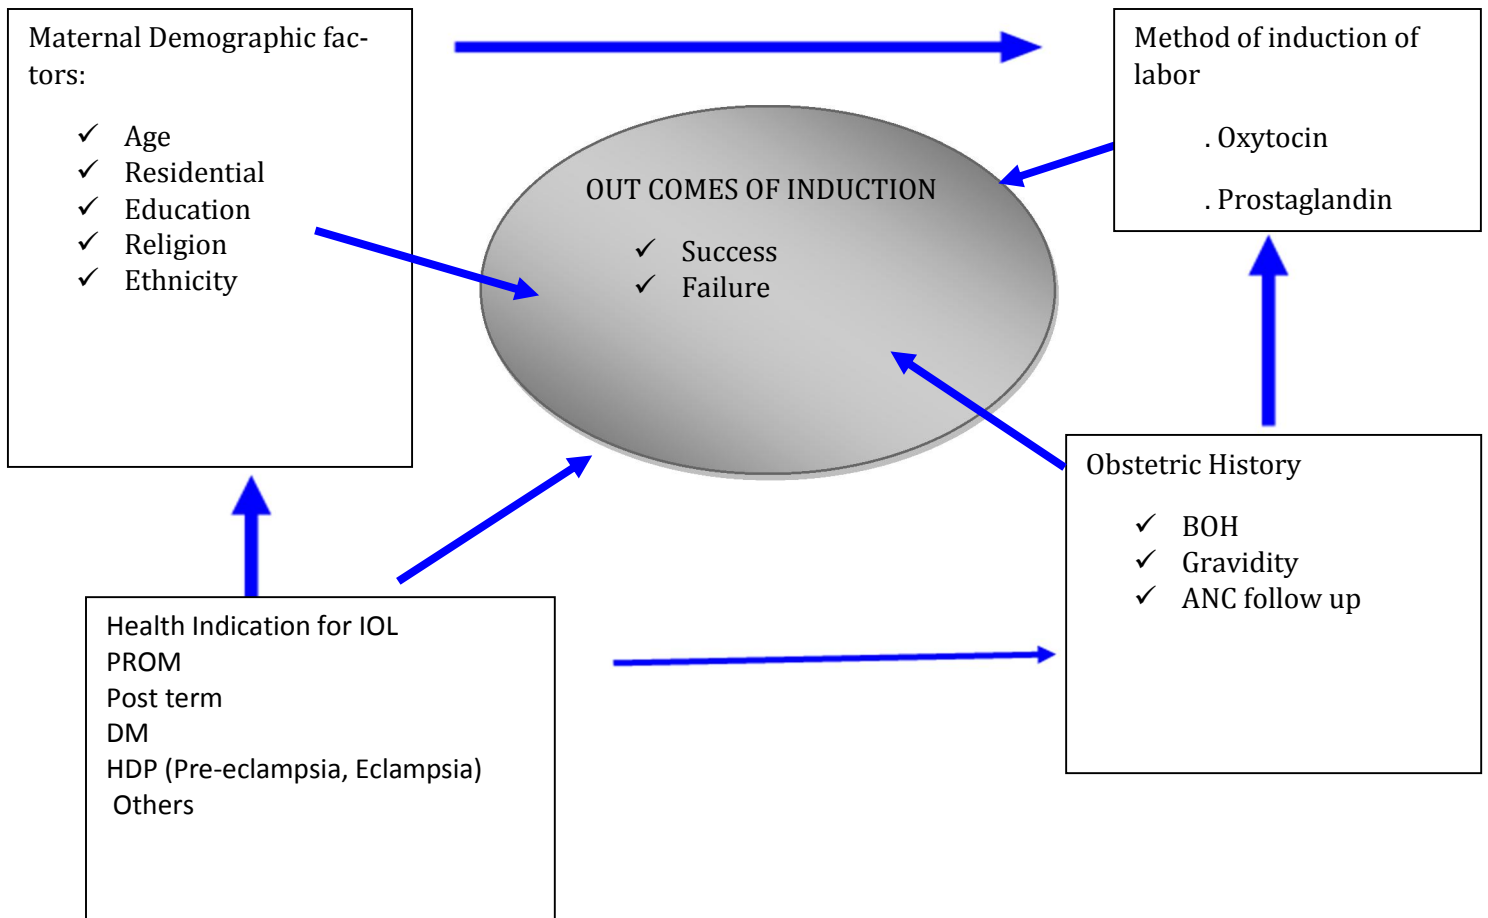 Maternal Demographic fac-
tors:
✓ Age
✓ Residential
✓ Education
✓ Religion
✓ Ethnicity
Method of induction of
labor
. Oxytocin
. Prostaglandin
OUT COMES OF INDUCTION
✓ Success
✓ Failure
Obstetric History
✓ BOH
✓ Gravidity
✓ ANC follow up
Health Indication for IOL
PROM
Post term
DM
HDP (Pre-eclampsia, Eclampsia)
Others